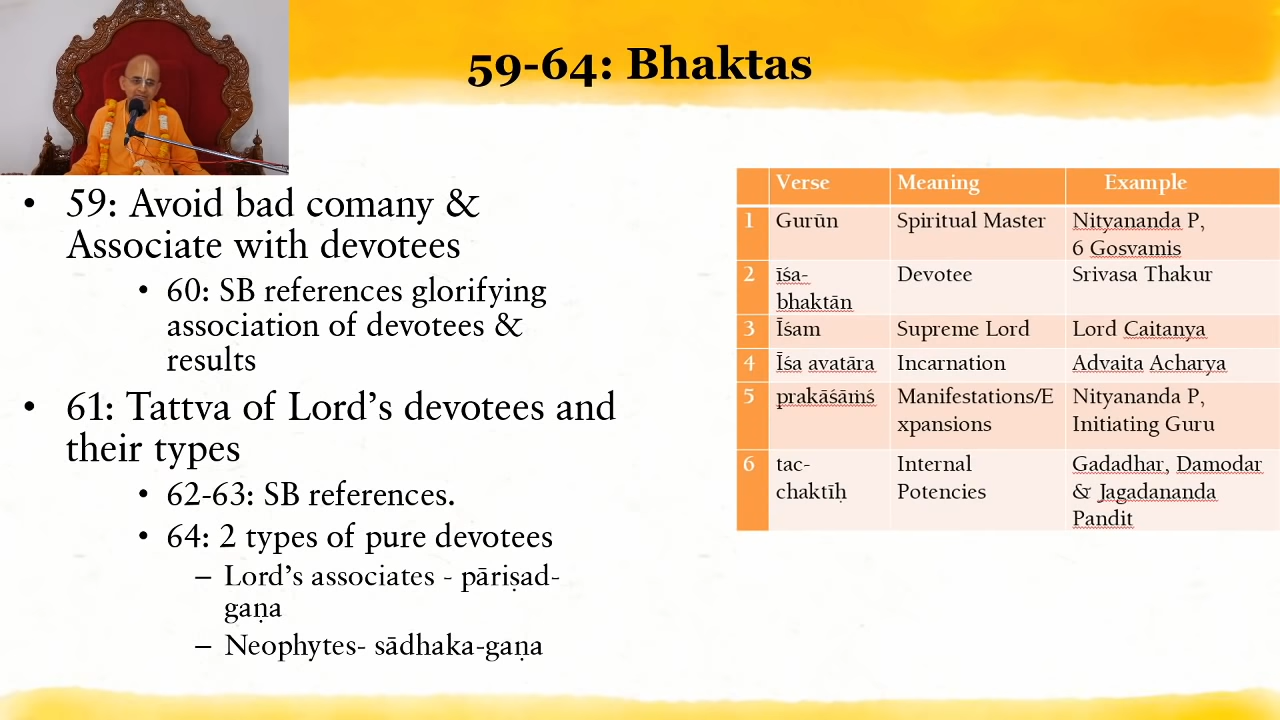 59-64: Bhaktas
• 59: Avoid bad comany &
Associate with devotees
• 60: SB references glorifying
association of devotees &
results
• 61: Tattva of Lord’s devotees and
their types
• 62-63: SB references.
• 64: 2 types of pure devotees
– Lord’s associates - pāriṣad-
gaṇa
– Neophytes- sādhaka-gaṇa
Verse Meaning Example
1 Gurūn Spiritual Master Nityananda P,
6 Gosvamis
2 īśa- Devotee Srivasa Thakur
bhaktān
3 Īśam Supreme Lord Lord Caitanya
4 Īśa avatāra Incarnation Advaita Acharya
5 prakāśāṁś Manifestations/E Nityananda P,
xpansions Initiating Guru
6 tac- Internal Gadadhar, Damodar
chaktīḥ Potencies & Jagadananda
Pandit